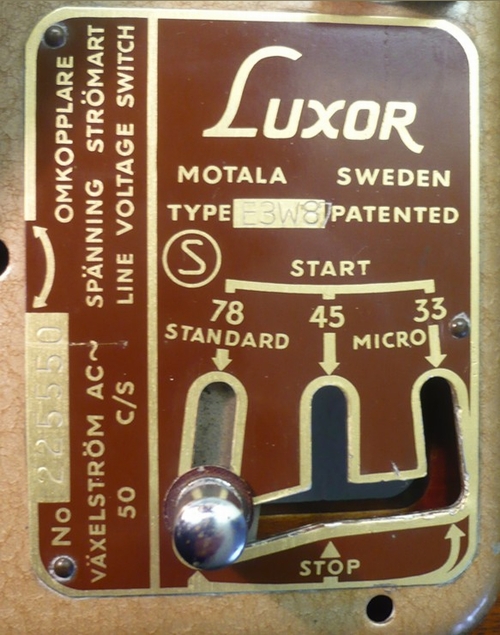 LUXOR
MOTALA SWEDEN
TYPE E3W87 PATENTED
S
START
78 45 33
STANDARD MICRO
STOP
OMKOPPLARE
SPÄNNING STRÖMART
LINE VOLTAGE SWITCH
No 225550
VÄXELSTRÖM AC~
50 C/S